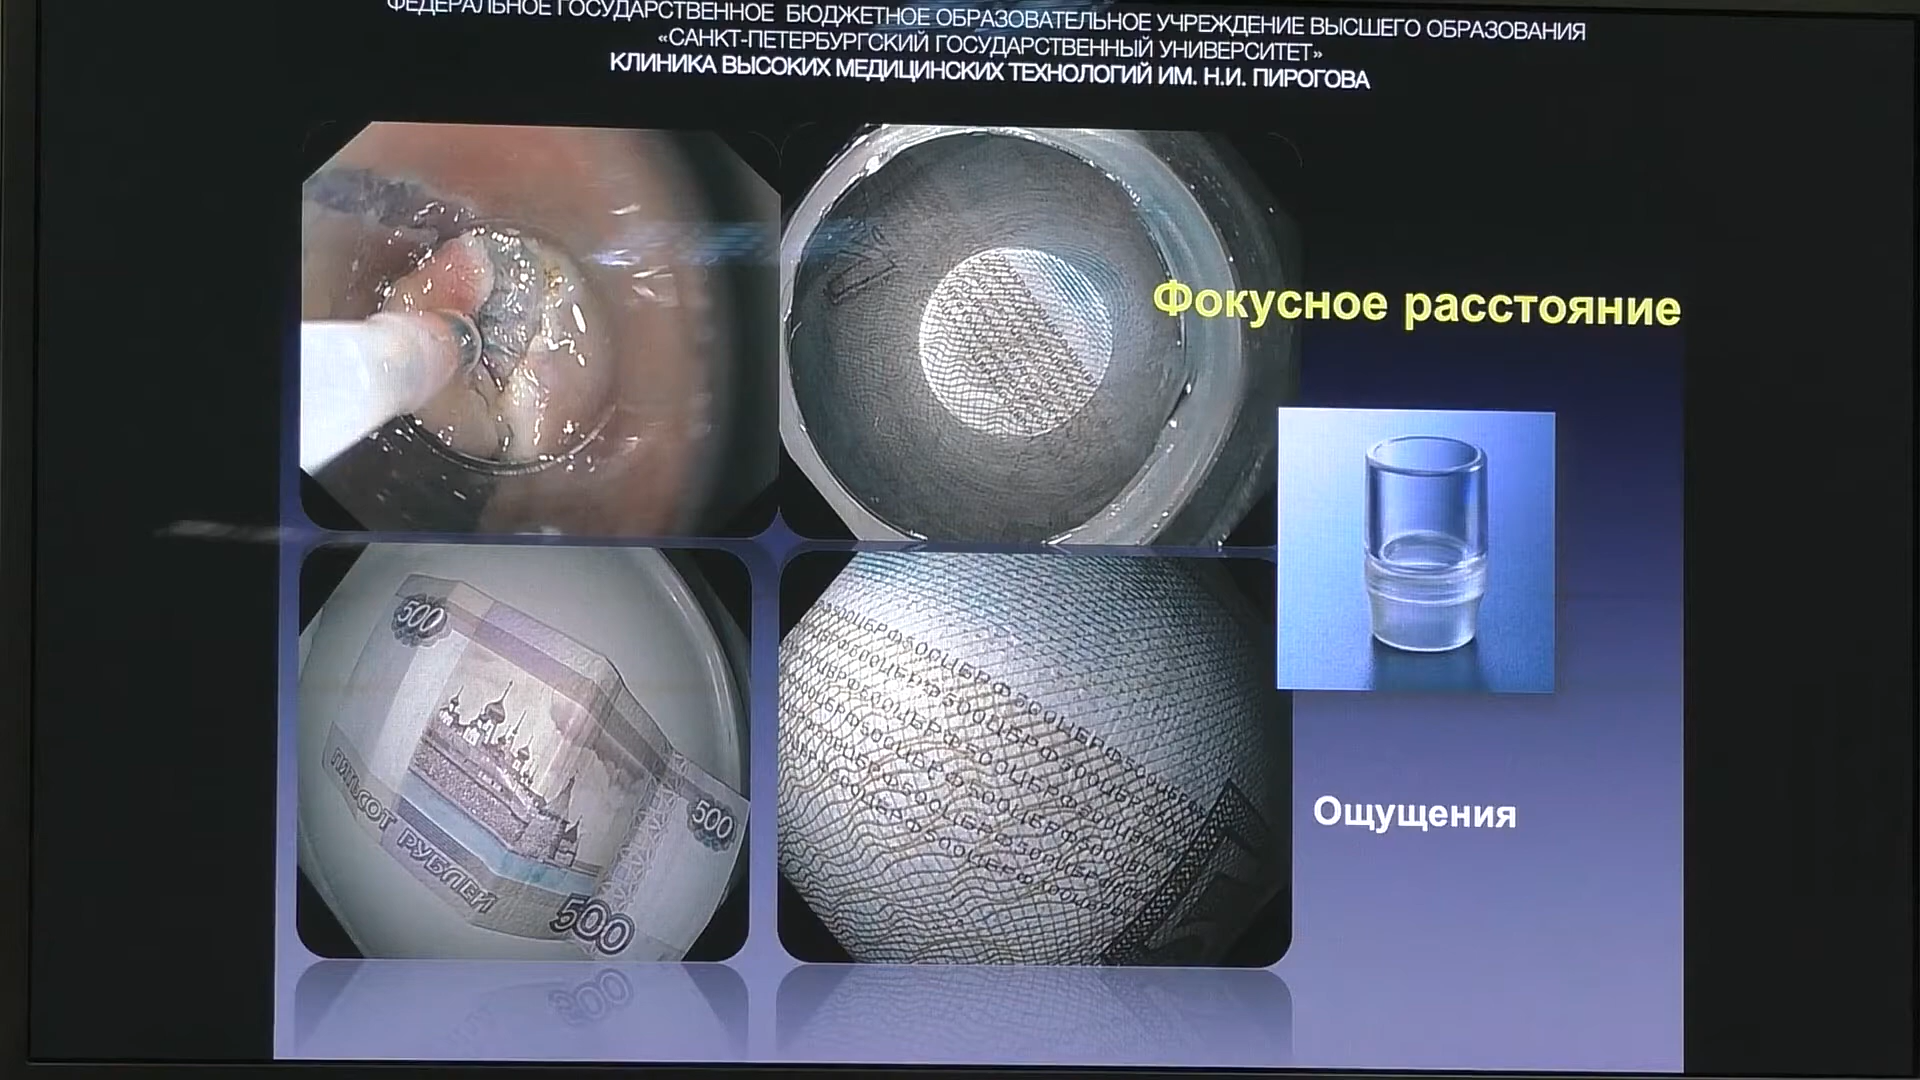 ФЕДЕРАЛЬНОЕ ГОСУДАРСТВЕННОЕ БЮДЖЕТНОЕ ОБРАЗОВАТЕЛЬНОЕ УЧРЕЖДЕНИЕ ВЫСШЕГО ОБРАЗОВАНИЯ
«САНКТ-ПЕТЕРБУРГСКИЙ ГОСУДАРСТВЕННЫЙ УНИВЕРСИТЕТ»
КЛИНИКА ВЫСОКИХ МЕДИЦИНСКИХ ТЕХНОЛОГИЙ ИМ. Н.И. ПИРОГОВА
Фокусное расстояние
500
500
ПЯТЬСОТ РУБЛЕЙ
500
Ощущения